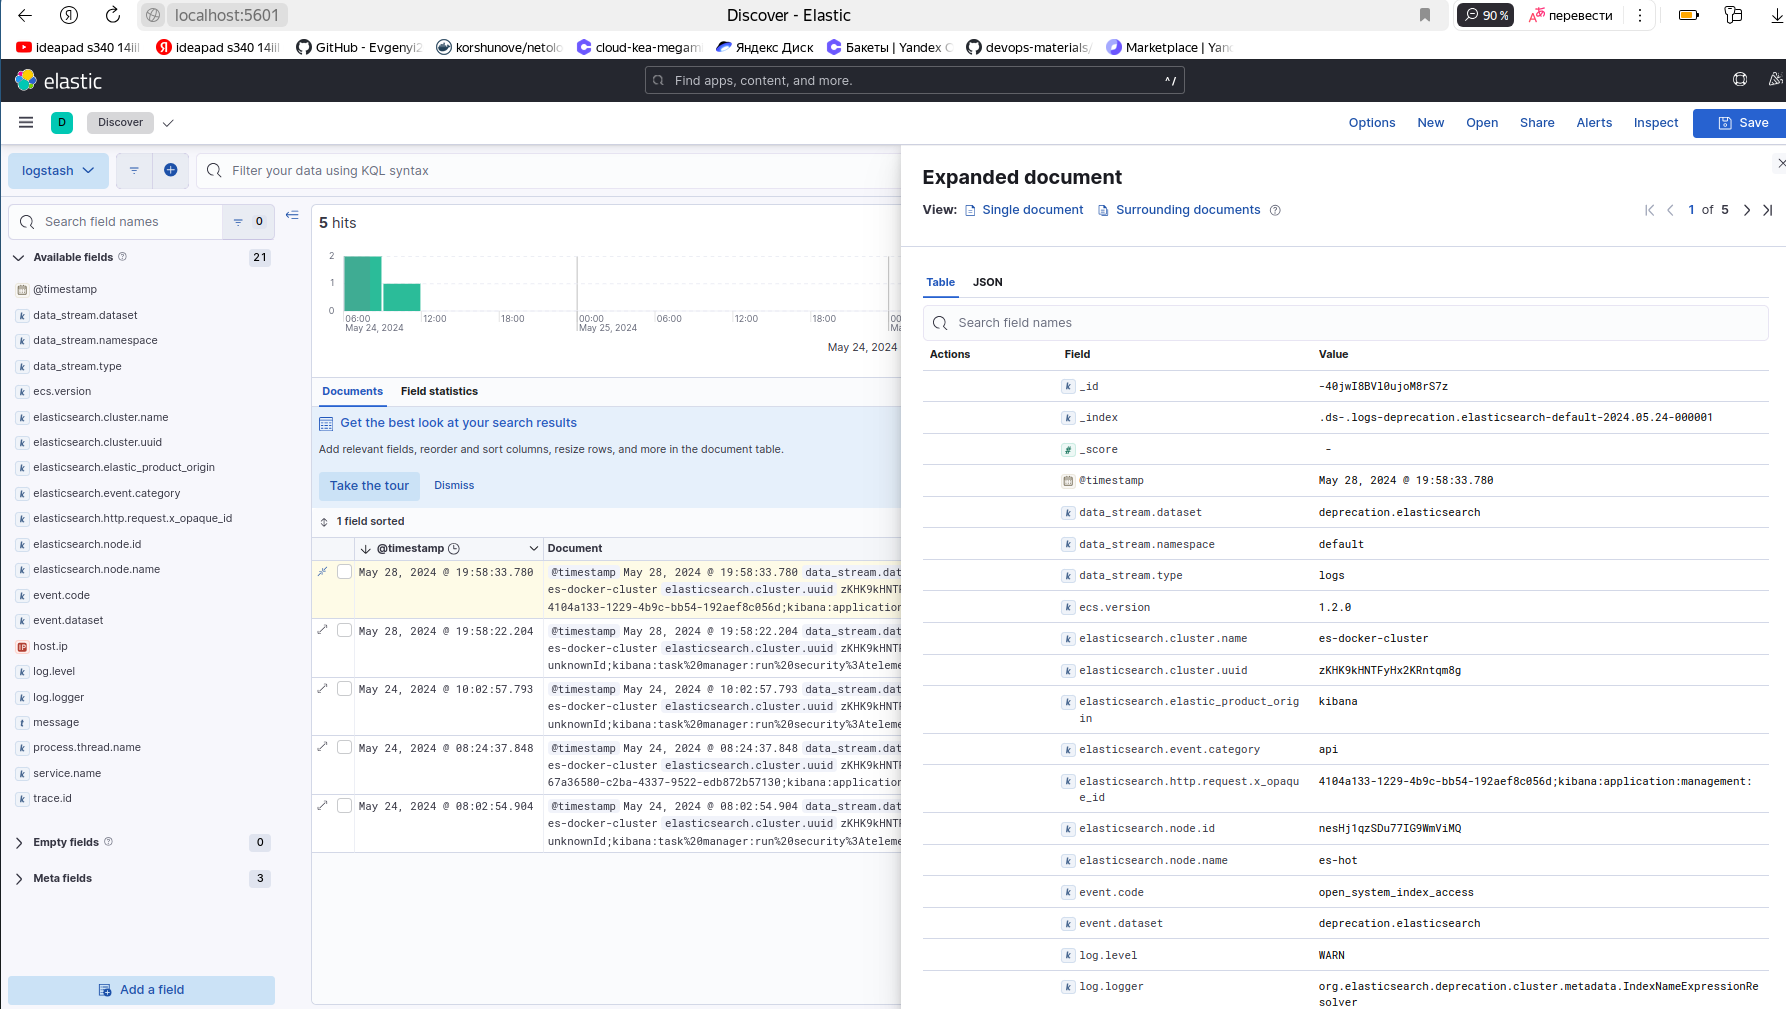 localhost:5601
Discover - Elastic
90 %
перевести
ideapad s340 14iil
ideapad s340 14iil
GitHub - Evgenyi2
korshunove/netolo
cloud-kea-megami
Яндекс Диск
Бакеты | Yandex C
devops-materials/
Marketplace | Yan
elastic
Find apps, content, and more.
^/
D
Discover
Options
New
Open
Share
Alerts
Inspect
Save
logstash
Filter your data using KQL syntax
Search field names
0
Available fields
21
@timestamp
data_stream.dataset
data_stream.namespace
data_stream.type
ecs.version
elasticsearch.cluster.name
elasticsearch.cluster.uuid
elasticsearch.elastic_product_origin
elasticsearch.event.category
elasticsearch.http.request.x_opaque_id
elasticsearch.node.id
elasticsearch.node.name
event.code
event.dataset
host.ip
log.level
log.logger
message
process.thread.name
service.name
trace.id
Empty fields
0
Meta fields
3
Add a field
5 hits
2
1
0
06:00
May 24, 2024
12:00
18:00
00:00
May 25, 2024
06:00
12:00
18:00
May 24, 2024
Documents
Field statistics
Get the best look at your search results
Add relevant fields, reorder and sort columns, resize rows, and more in the document table.
Take the tour
Dismiss
1 field sorted
@timestamp
Document
May 28, 2024 @ 19:58:33.780
@timestamp May 28, 2024 @ 19:58:33.780 data_stream.dat
es-docker-cluster elasticsearch.cluster.uuid zKHK9kHNTF
4104a133-1229-4b9c-bb54-192aef8c056d;kibana:application
May 28, 2024 @ 19:58:22.204
@timestamp May 28, 2024 @ 19:58:22.204 data_stream.dat
es-docker-cluster elasticsearch.cluster.uuid zKHK9kHNTF
unknownId;kibana:task%20manager:run%20security%3Ateleme
May 24, 2024 @ 10:02:57.793
@timestamp May 24, 2024 @ 10:02:57.793 data_stream.dat
es-docker-cluster elasticsearch.cluster.uuid zKHK9kHNTF
unknownId;kibana:task%20manager:run%20security%3Ateleme
May 24, 2024 @ 08:24:37.848
@timestamp May 24, 2024 @ 08:24:37.848 data_stream.dat
es-docker-cluster elasticsearch.cluster.uuid zKHK9kHNTF
67a36580-c2ba-4337-9522-edb872b57130;kibana:application
May 24, 2024 @ 08:02:54.904
@timestamp May 24, 2024 @ 08:02:54.904 data_stream.dat
es-docker-cluster elasticsearch.cluster.uuid zKHK9kHNTF
unknownId;kibana:task%20manager:run%20security%3Ateleme
Expanded document
View:
Single document
Surrounding documents
1 of 5
Table
JSON
Search field names
Actions
Field
Value
_id
-40jwI8BVl0ujoM8rS7z
_index
.ds-.logs-deprecation.elasticsearch-default-2024.05.24-000001
_score
-
@timestamp
May 28, 2024 @ 19:58:33.780
data_stream.dataset
deprecation.elasticsearch
data_stream.namespace
default
data_stream.type
logs
ecs.version
1.2.0
elasticsearch.cluster.name
es-docker-cluster
elasticsearch.cluster.uuid
zKHK9kHNTFyHx2KRntqm8g
elasticsearch.elastic_product_orig
in
kibana
elasticsearch.event.category
api
elasticsearch.http.request.x_opaqu
e_id
4104a133-1229-4b9c-bb54-192aef8c056d;kibana:application:management:
elasticsearch.node.id
nesHj1qzSDu77IG9WmViMQ
elasticsearch.node.name
es-hot
event.code
open_system_index_access
event.dataset
deprecation.elasticsearch
log.level
WARN
log.logger
org.elasticsearch.deprecation.cluster.metadata.IndexNameExpressionRe
solver